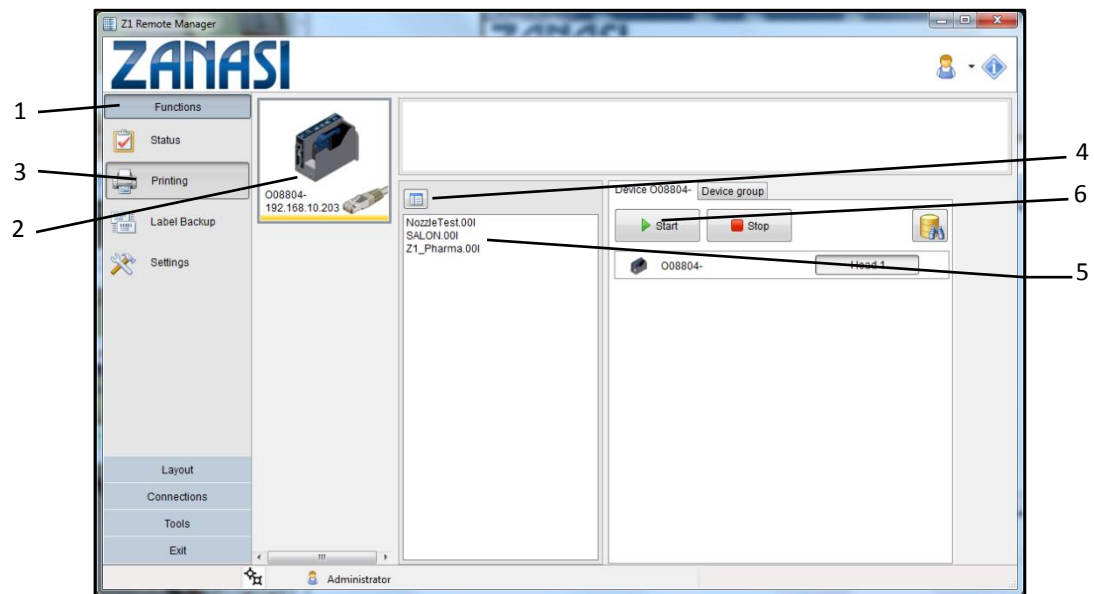 Z1 Remote Manager
ZANASI
1
Functions
Status
3
Printing
2
Label Backup
Settings
O08804-
192.168.10.203
4
NozzleTest.00I
SALON.00I
Z1_Pharma.00I
Device O08804-
Device group
6
Start
Stop
5
O08804-
Head 1
Layout
Connections
Tools
Exit
Administrator